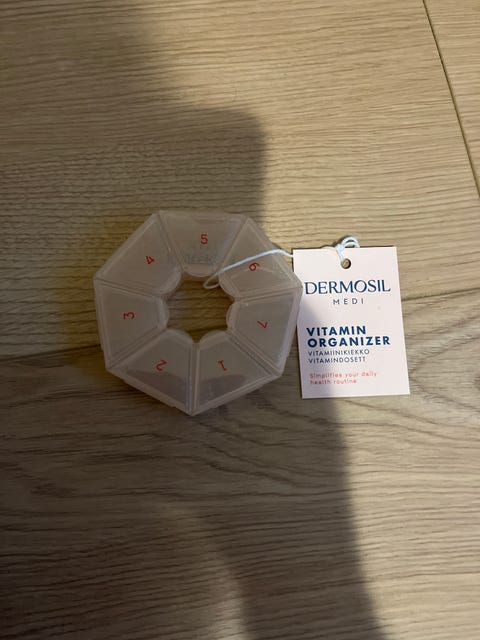 5
4
6
3
7
2
1
DERMOSIL
MEDI
VITAMIN
ORGANIZER
VITAMIINIKIEKKO
VITAMINDOSETT
Simplifies your daily
health routine